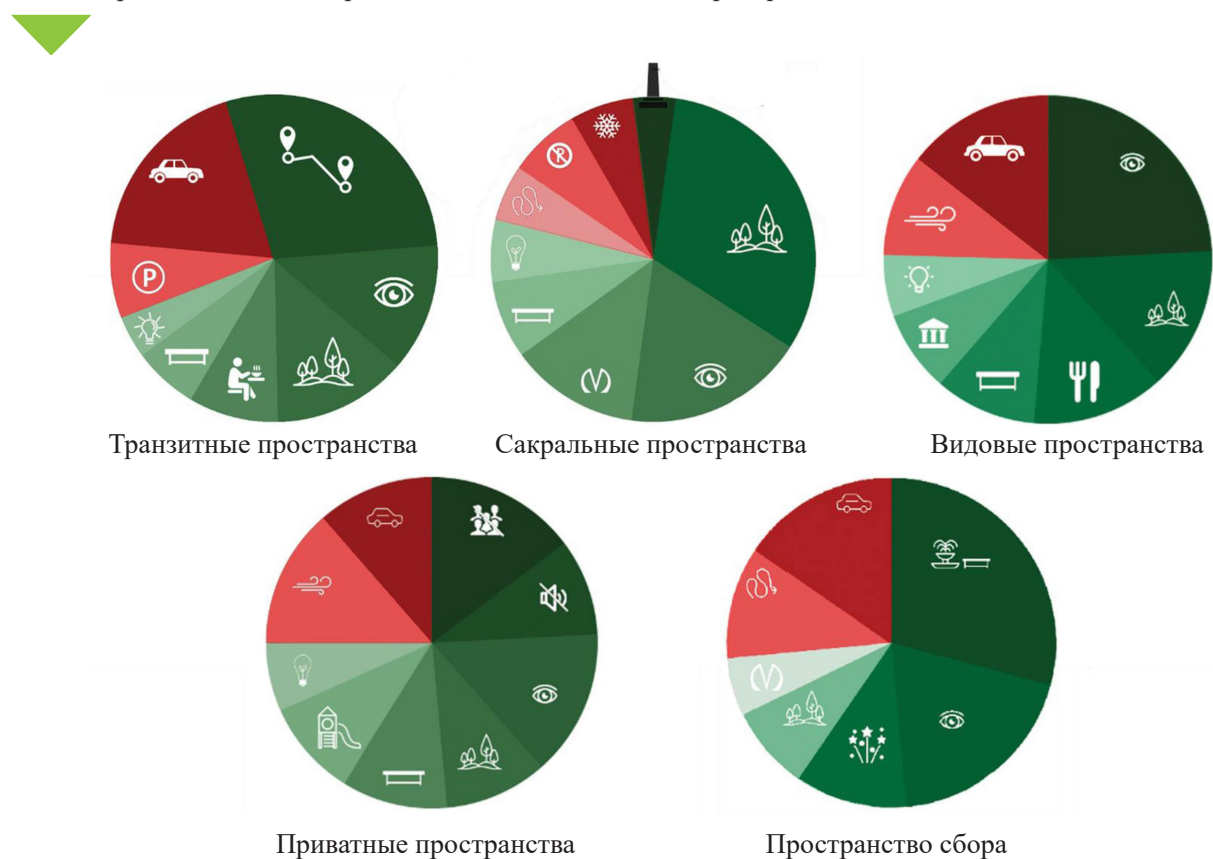 Транзитные пространства
Сакральные пространства
Видовые пространства
P
Приватные пространства
Пространство сбора